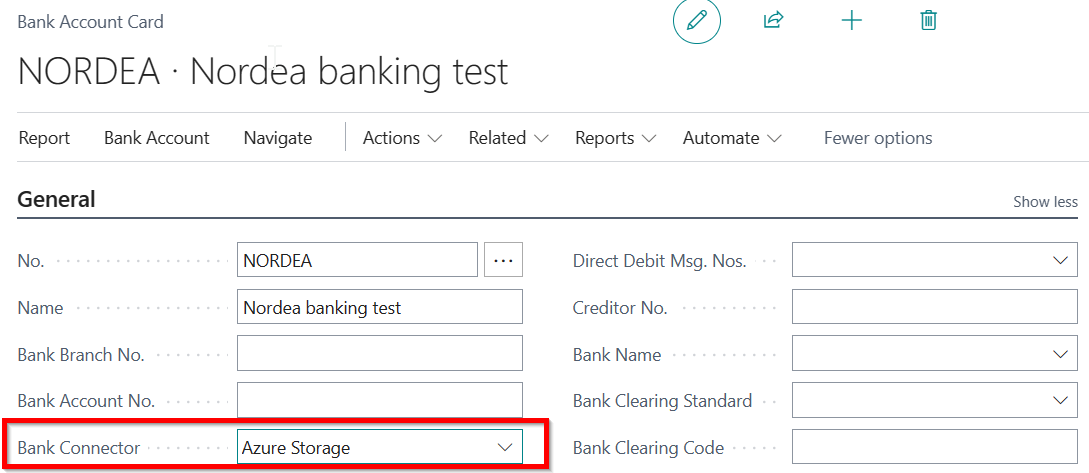 Bank Account Card
NORDEA · Nordea banking test
Report Bank Account Navigate Actions Related Reports Automate Fewer options
General Show less
No. NORDEA ... Direct Debit Msg. Nos.
Name Nordea banking test Creditor No.
Bank Branch No. Bank Name
Bank Account No. Bank Clearing Standard
Bank Connector Azure Storage Bank Clearing Code